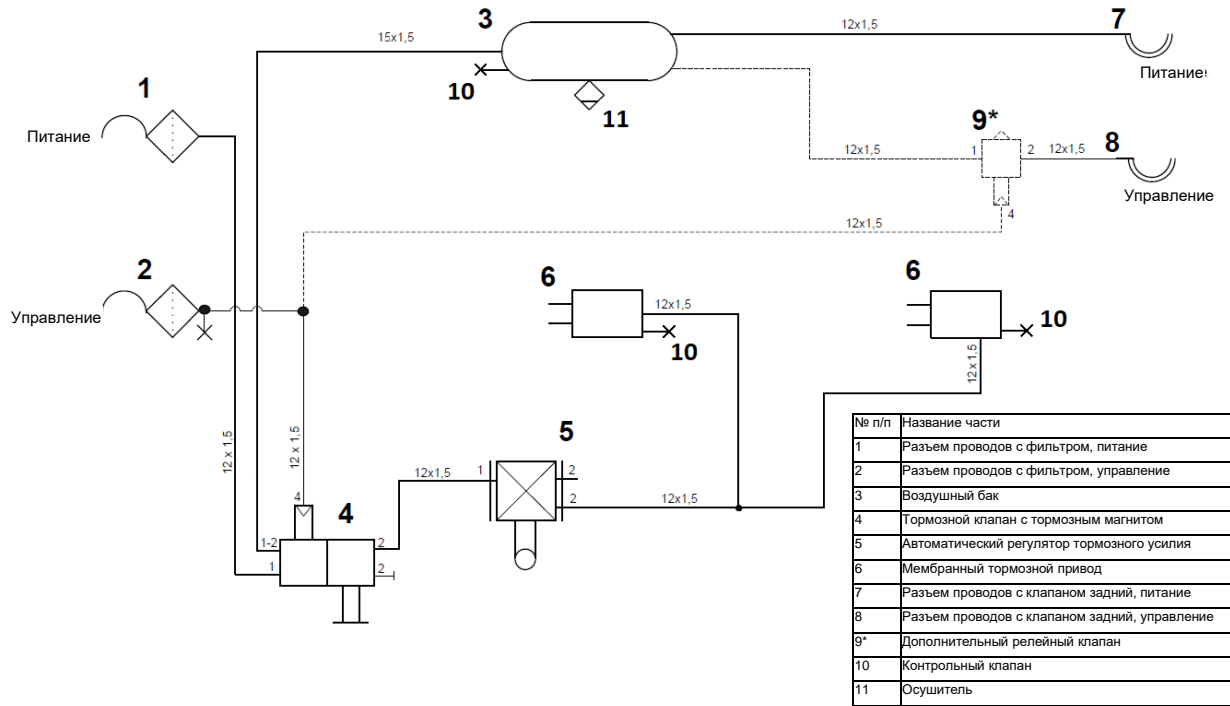 3
15x1,5
12x1,5
7
Питание
10
11
1
Питание
9*
1
2
12x1,5
12x1,5
8
Управление
4
12x1,5
2
Управление
6
12x1,5
10
6
10
12x1,5
12 x 1,5
12 x 1,5
4
4
1-2
1
2
2
12x1,5
5
1
2
2
12x1,5
№ п/п Название части
1 Разъем проводов с фильтром, питание
2 Разъем проводов с фильтром, управление
3 Воздушный бак
4 Тормозной клапан с тормозным магнитом
5 Автоматический регулятор тормозного усилия
6 Мембранный тормозной привод
7 Разъем проводов с клапаном задний, питание
8 Разъем проводов с клапаном задний, управление
9* Дополнительный релейный клапан
10 Контрольный клапан
11 Осушитель